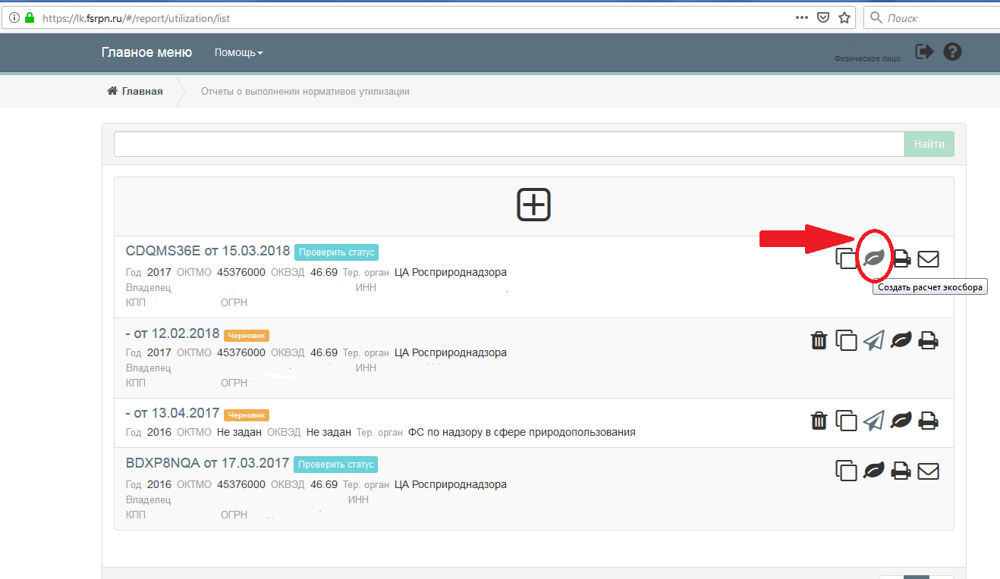 https://lk.fsrpn.ru/#/report/utilization/list
Поиск
Главное меню Помощь
Физическое лицо
Главная Отчеты о выполнении нормативов утилизации
Найти
CDQMS36E от 15.03.2018 Проверить статус
Год 2017 ОКТМО 45376000 ОКВЭД 46.69 Тер. орган ЦА Росприроднадзора
Владелец ИНН
КПП ОГРН
Создать расчет экосбора
- от 12.02.2018 Черновик
Год 2017 ОКТМО 45376000 ОКВЭД 46.69 Тер. орган ЦА Росприроднадзора
Владелец ИНН
КПП ОГРН
- от 13.04.2017 Черновик
Год 2016 ОКТМО Не задан ОКВЭД Не задан Тер. орган ФС по надзору в сфере природопользования
BDXP8NQA от 17.03.2017 Проверить статус
Год 2016 ОКТМО 45376000 ОКВЭД 46.69 Тер. орган ЦА Росприроднадзора
Владелец ИНН
КПП ОГРН